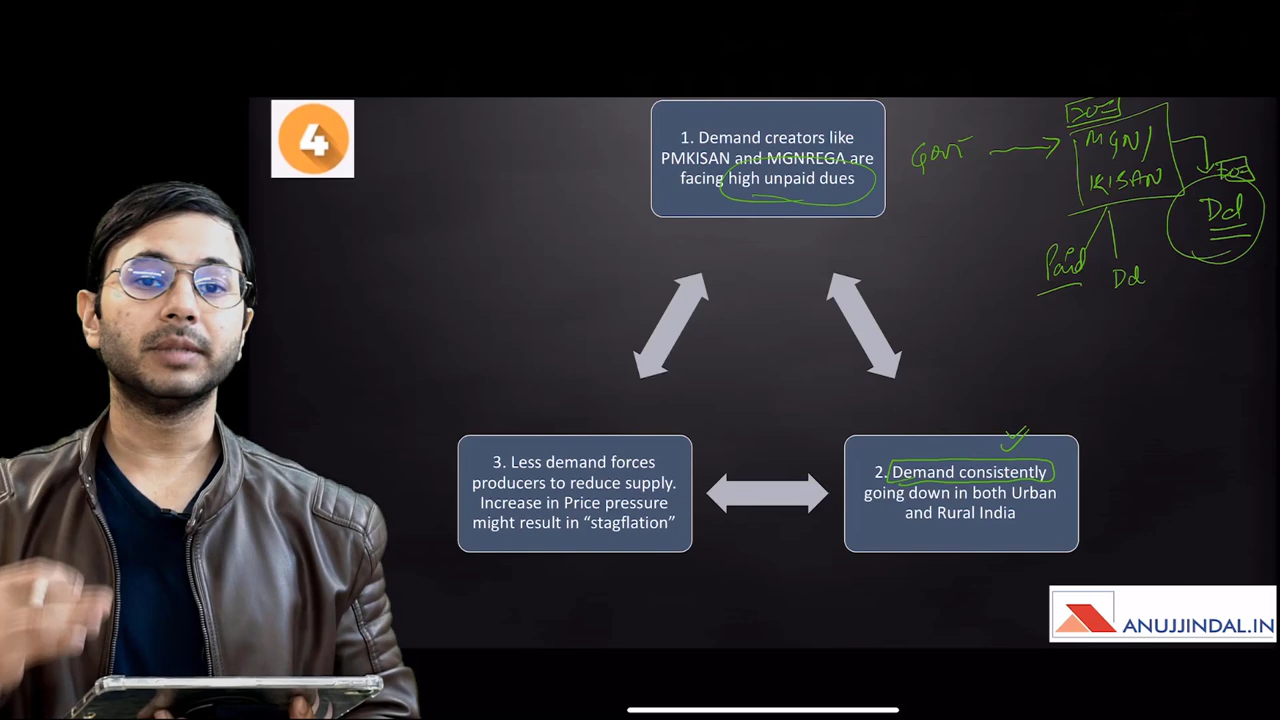 4
1. Demand creators like
PMKISAN and MGNREGA are
facing high unpaid dues
Govt
MGN/
KISAN
Dd
Paid
Dd
3. Less demand forces
producers to reduce supply.
Increase in Price pressure
might result in “stagflation”
2. Demand consistently
going down in both Urban
and Rural India
ANUJJINDAL.IN